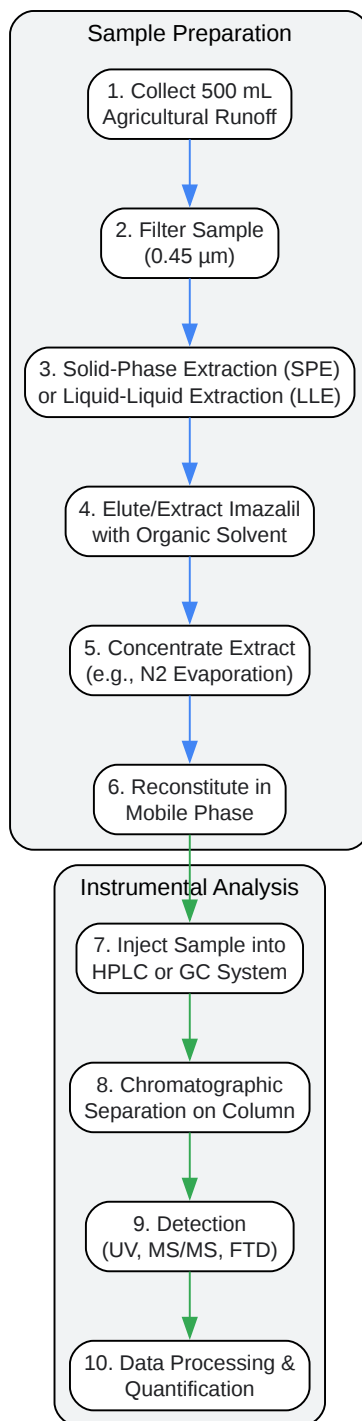 Sample Preparation
1. Collect 500 mL
Agricultural Runoff
2. Filter Sample
(0.45 µm)
3. Solid-Phase Extraction (SPE)
or Liquid-Liquid Extraction (LLE)
4. Elute/Extract Imazalil
with Organic Solvent
5. Concentrate Extract
(e.g., N2 Evaporation)
6. Reconstitute in
Mobile Phase
Instrumental Analysis
7. Inject Sample into
HPLC or GC System
8. Chromatographic
Separation on Column
9. Detection
(UV, MS/MS, FTD)
10. Data Processing &
Quantification